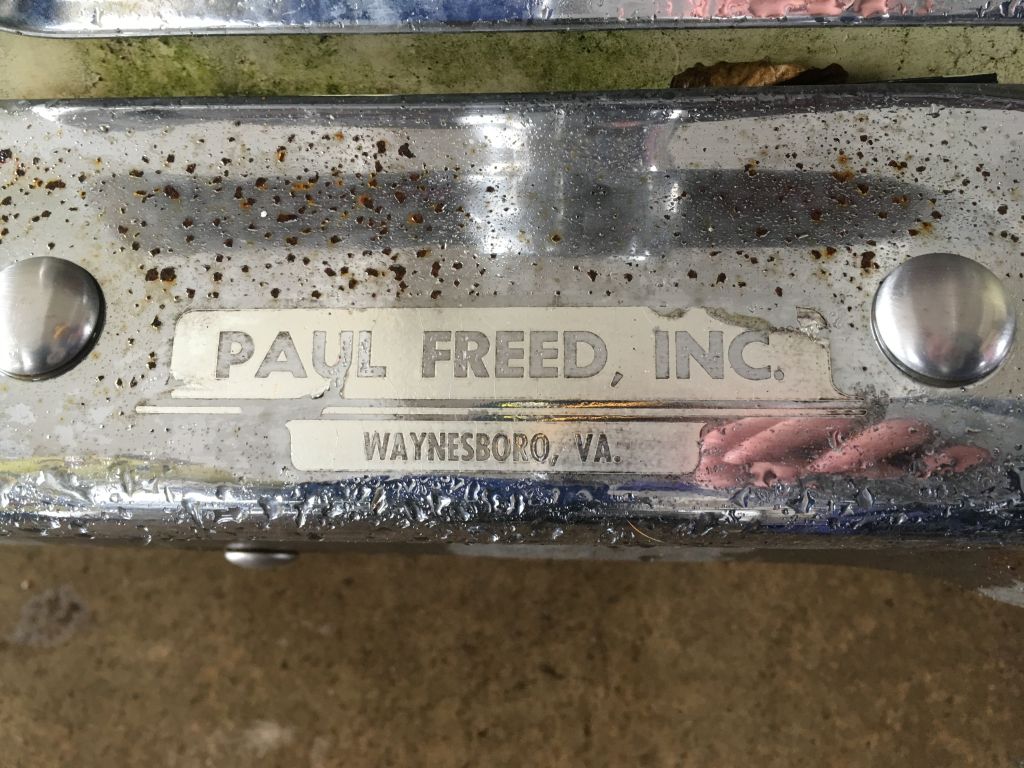 PAUL FREED, INC.
WAYNESBORO, VA.